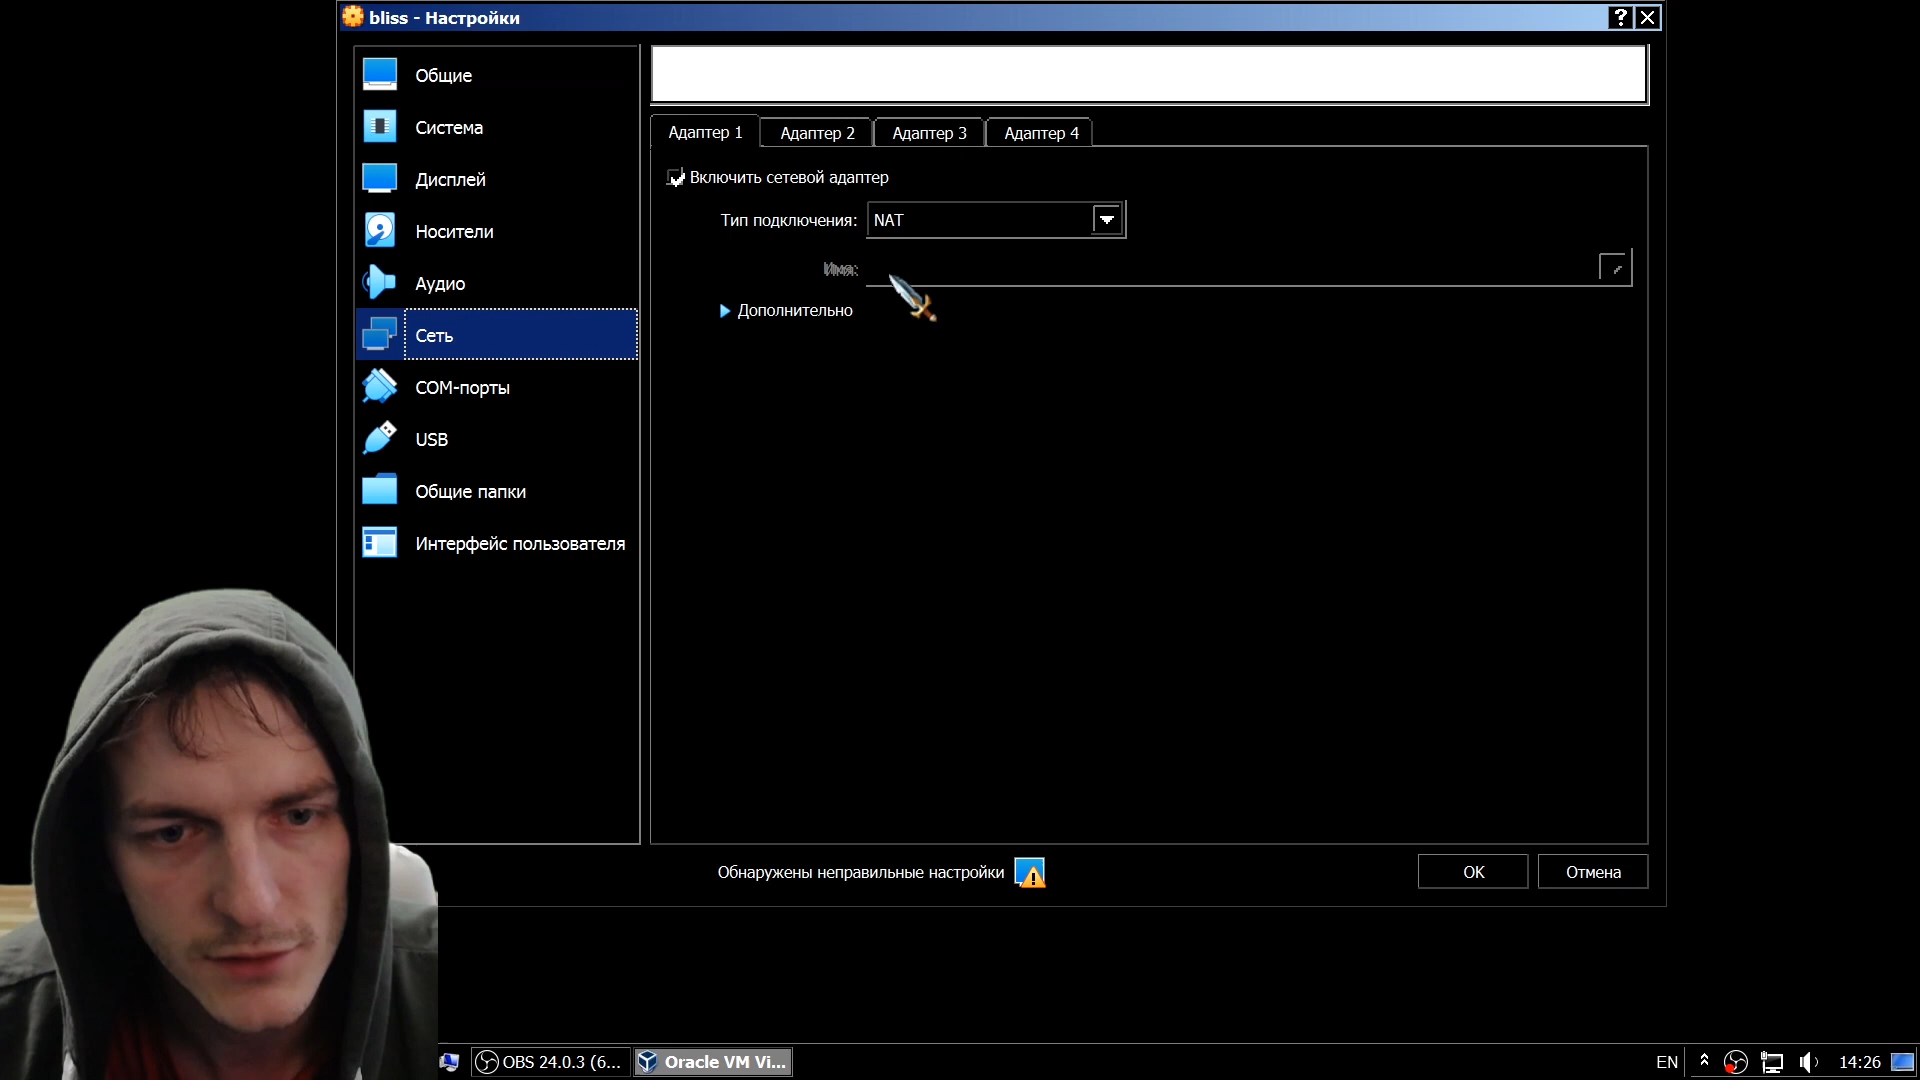 bliss - Настройки
Общие
Система
Дисплей
Носители
Аудио
Сеть
COM-порты
USB
Общие папки
Интерфейс пользователя
Адаптер 1
Адаптер 2
Адаптер 3
Адаптер 4
Включить сетевой адаптер
Тип подключения: NAT
Имя:
Дополнительно
Обнаружены неправильные настройки
OK
Отмена
OBS 24.0.3 (6...
Oracle VM Vi...
EN
14:26